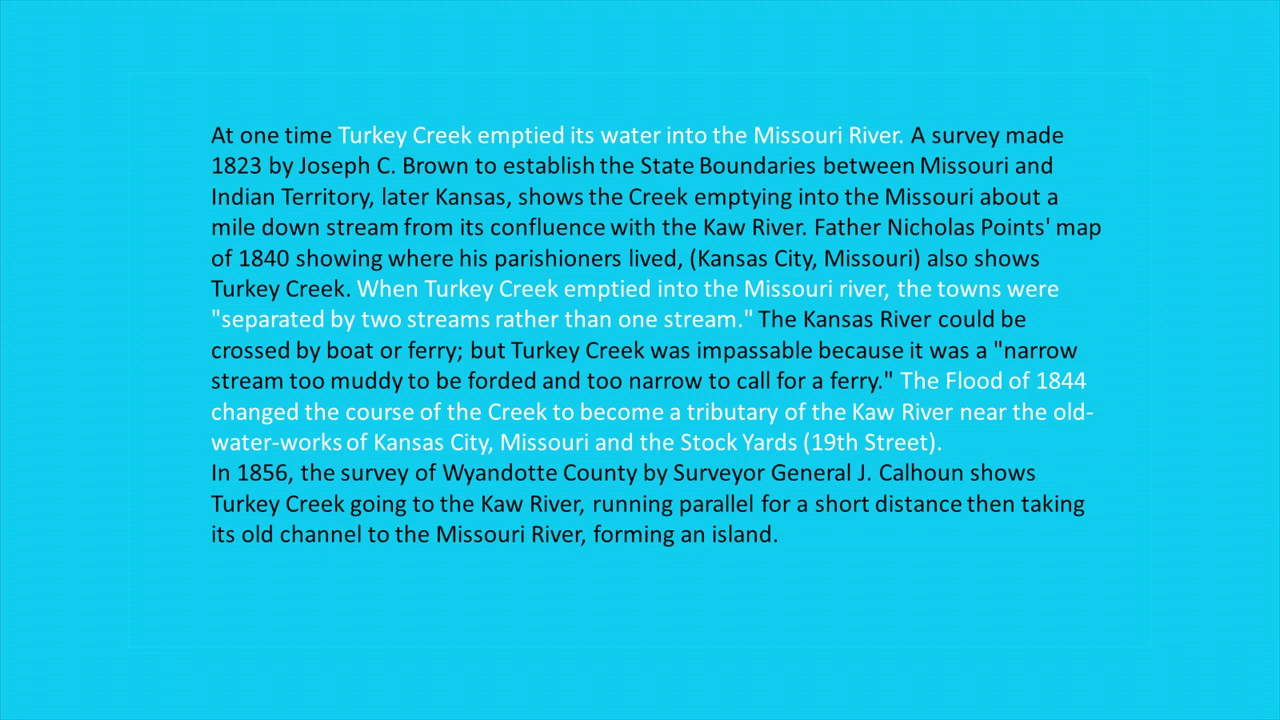 At one time Turkey Creek emptied its water into the Missouri River. A survey made
1823 by Joseph C. Brown to establish the State Boundaries between Missouri and
Indian Territory, later Kansas, shows the Creek emptying into the Missouri about a
mile down stream from its confluence with the Kaw River. Father Nicholas Points' map
of 1840 showing where his parishioners lived, (Kansas City, Missouri) also shows
Turkey Creek. When Turkey Creek emptied into the Missouri river, the towns were
"separated by two streams rather than one stream." The Kansas River could be
crossed by boat or ferry; but Turkey Creek was impassable because it was a "narrow
stream too muddy to be forded and too narrow to call for a ferry." The Flood of 1844
changed the course of the Creek to become a tributary of the Kaw River near the old-
water-works of Kansas City, Missouri and the Stock Yards (19th Street).
In 1856, the survey of Wyandotte County by Surveyor General J. Calhoun shows
Turkey Creek going to the Kaw River, running parallel for a short distance then taking
its old channel to the Missouri River, forming an island.